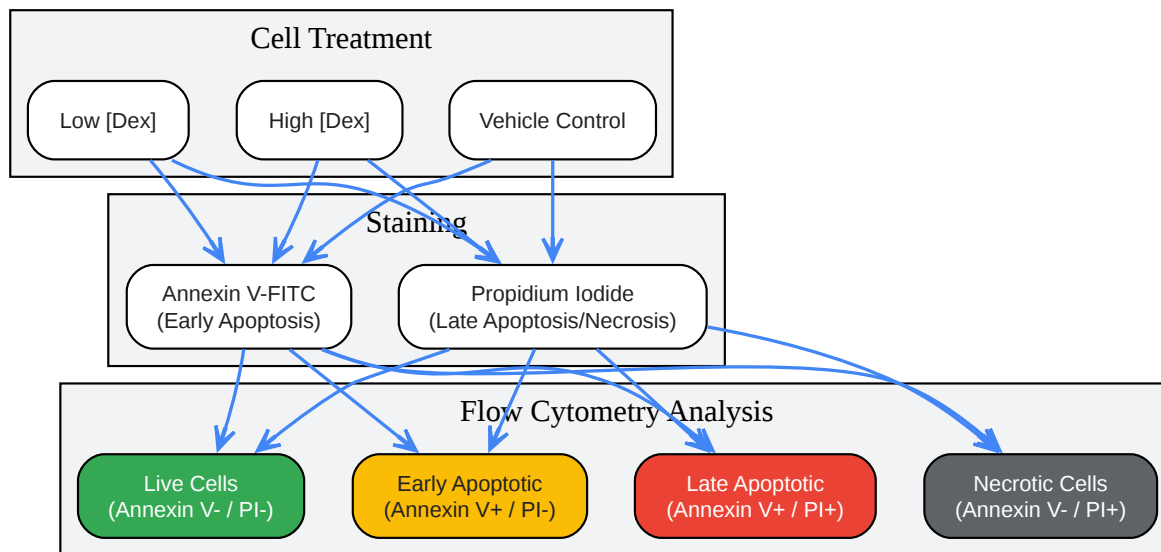 Cell Treatment
Low [Dex]
High [Dex]
Vehicle Control
Staining
Annexin V-FITC
(Early Apoptosis)
Propidium Iodide
(Late Apoptosis/Necrosis)
Flow Cytometry Analysis
Live Cells
(Annexin V- / PI-)
Early Apoptotic
(Annexin V+ / PI-)
Late Apoptotic
(Annexin V+ / PI+)
Necrotic Cells
(Annexin V- / PI+)